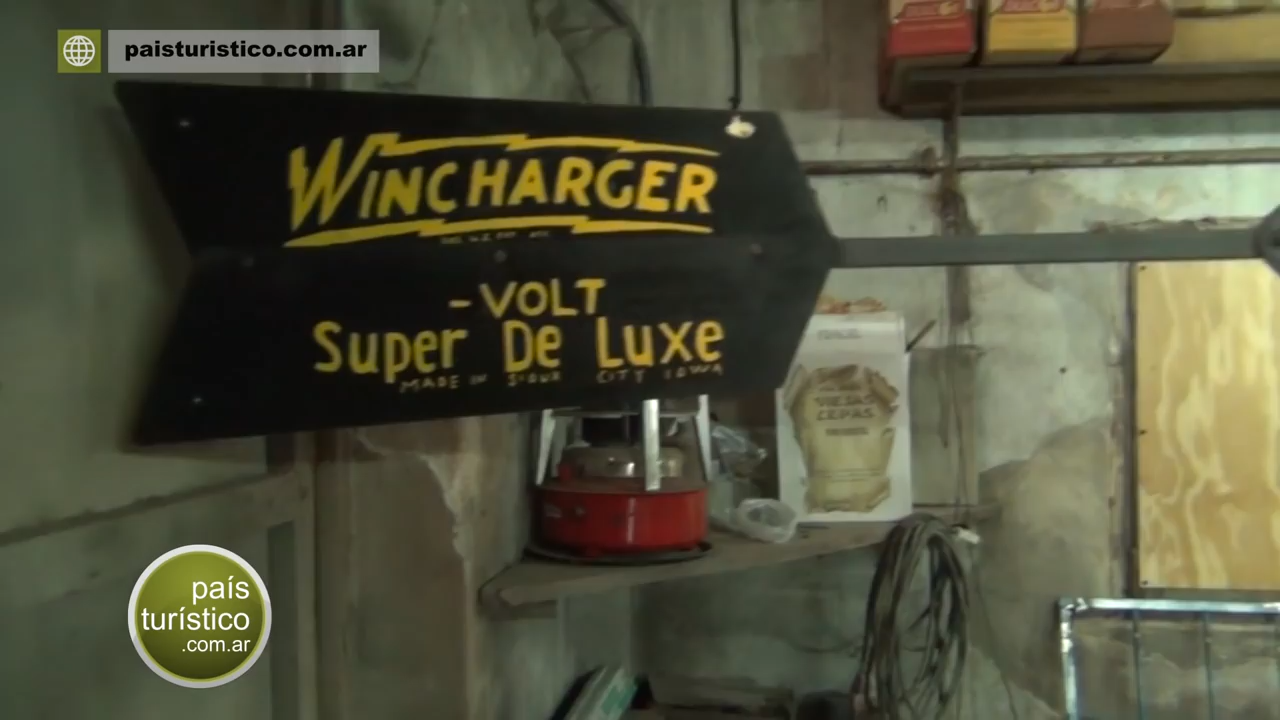 paisturistico.com.ar
WINCHARGER
-VOLT
Super De Luxe
MADE IN SIOUX CITY IOWA
VIEJAS
CEPAS
país
turístico
.com.ar